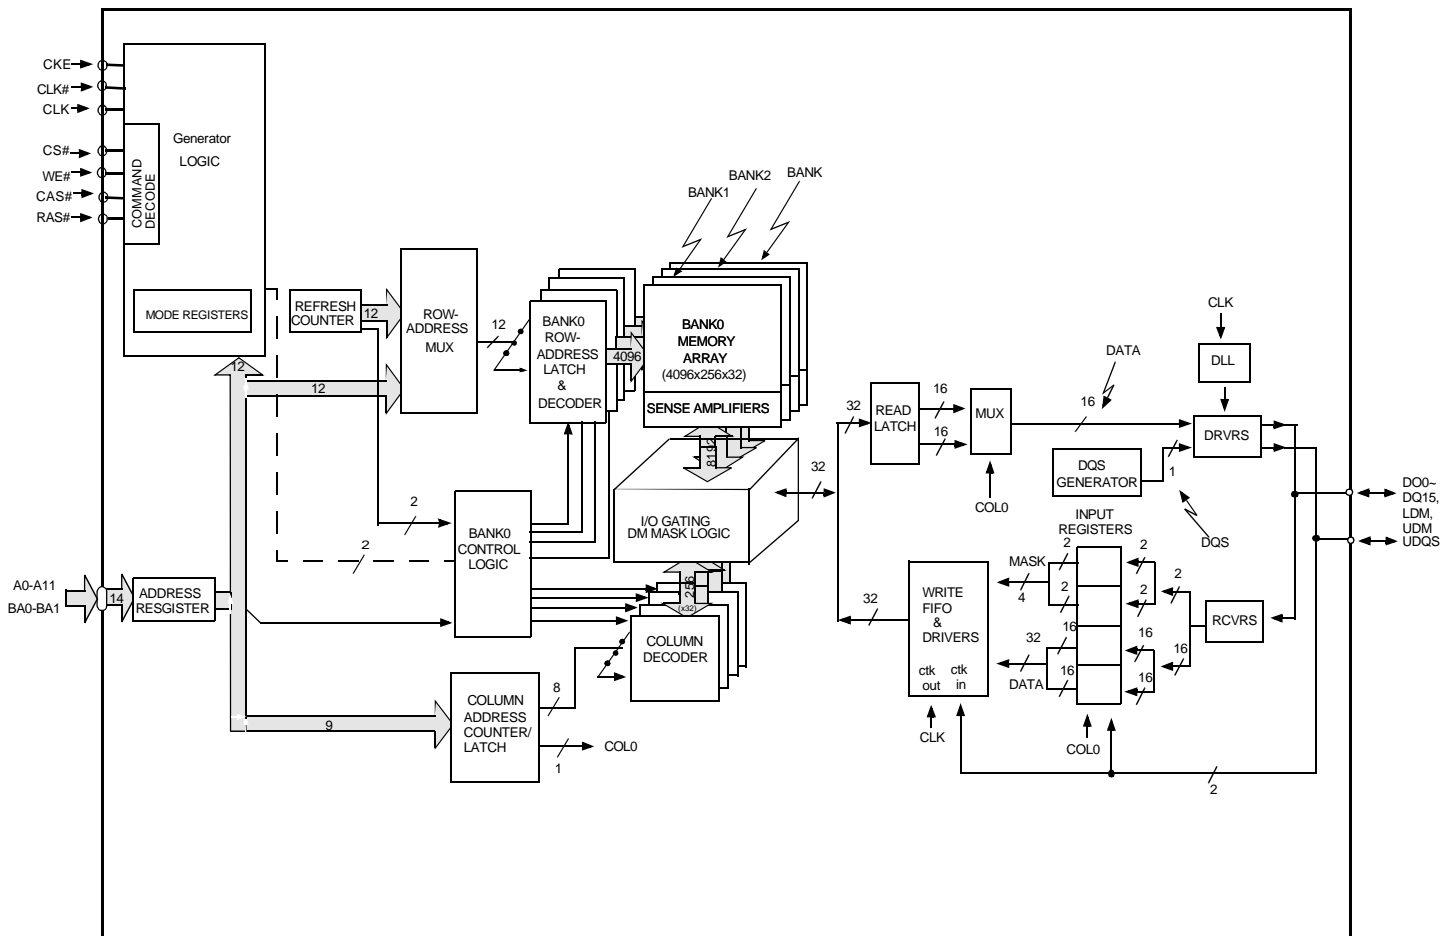 CKE
CLK#
CLK
CS#
WE#
CAS#
RAS#
Generator
LOGIC
COMMAND
DECODE
MODE REGISTERS
REFRESH
COUNTER
12
12
12
ROW-
ADDRESS
MUX
12
BANK0
ROW-
ADDRESS
LATCH
&
DECODER
4096
BANK1
BANK2
BANK
BANK0
MEMORY
ARRAY
(4096x256x32)
SENSE AMPLIFIERS
8192
I/O GATING
DM MASK LOGIC
32
32
READ
LATCH
16
16
MUX
COL0
16
DATA
CLK
DLL
DRVRS
DQS
GENERATOR
1
DQS
DO0~
DQ15,
LDM,
UDM
UDQS
INPUT
REGISTERS
2
2
BANK0
CONTROL
LOGIC
A0-A11
BA0-BA1
14
ADDRESS
RESGISTER
256
(x32)
COLUMN
DECODER
9
COLUMN
ADDRESS
COUNTER/
LATCH
8
1
COL0
32
WRITE
FIFO
&
DRIVERS
ctk
out
ctk
in
CLK
MASK
4
2
2
32
DATA
16
16
2
2
16
16
2
16
RCVRS
COL0
2